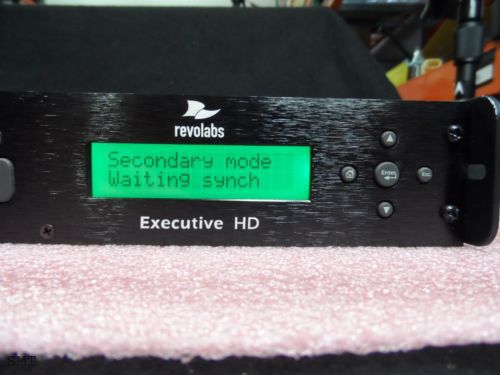 revolabs
Secondary mode
Waiting synch
Enter
Esc
Executive HD